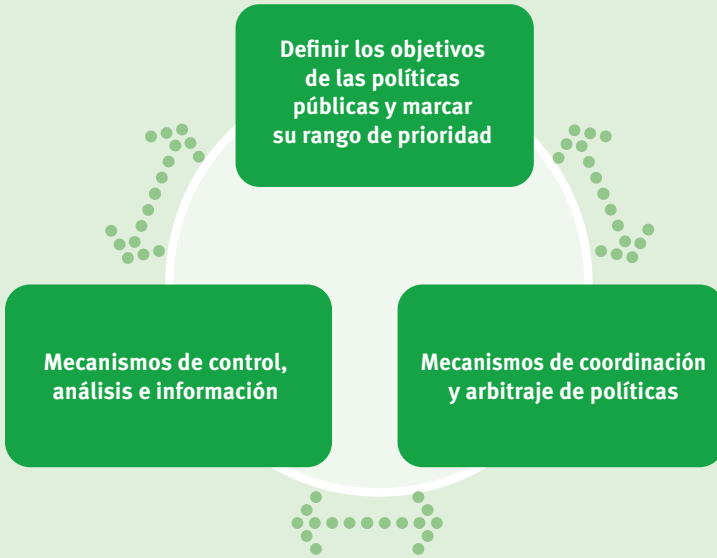 Definir los objetivos
de las políticas
públicas y marcar
su rango de prioridad
Mecanismos de control,
análisis e información
Mecanismos de coordinación
y arbitraje de políticas